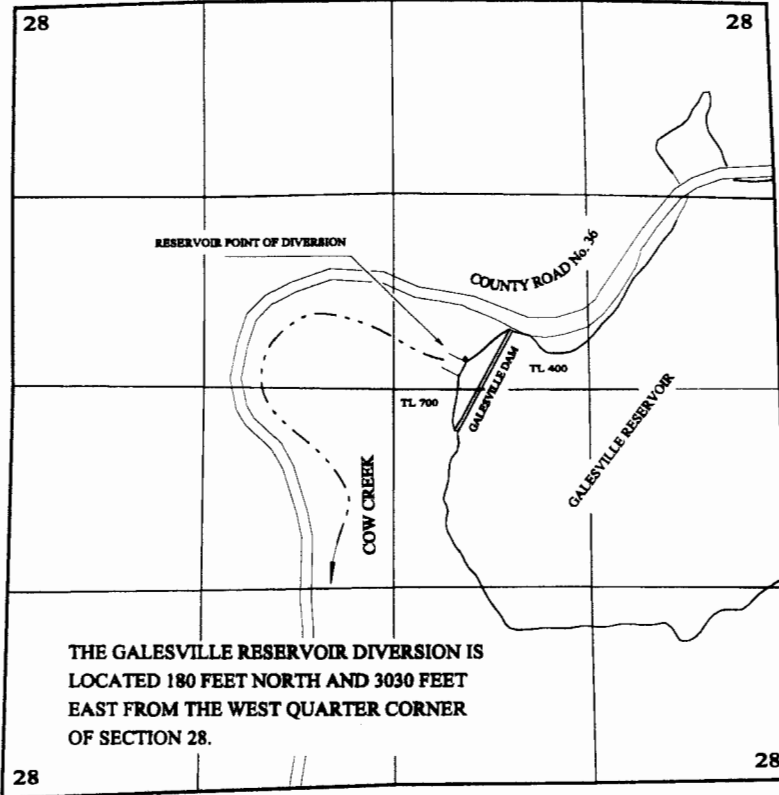 28
28
RESERVOIR POINT OF DIVERSION
COUNTY ROAD No. 36
TL 400
TL 700
GALESVILLE DAM
GALESVILLE RESERVOIR
COW CREEK
THE GALESVILLE RESERVOIR DIVERSION IS
LOCATED 180 FEET NORTH AND 3030 FEET
EAST FROM THE WEST QUARTER CORNER
OF SECTION 28.
28
28